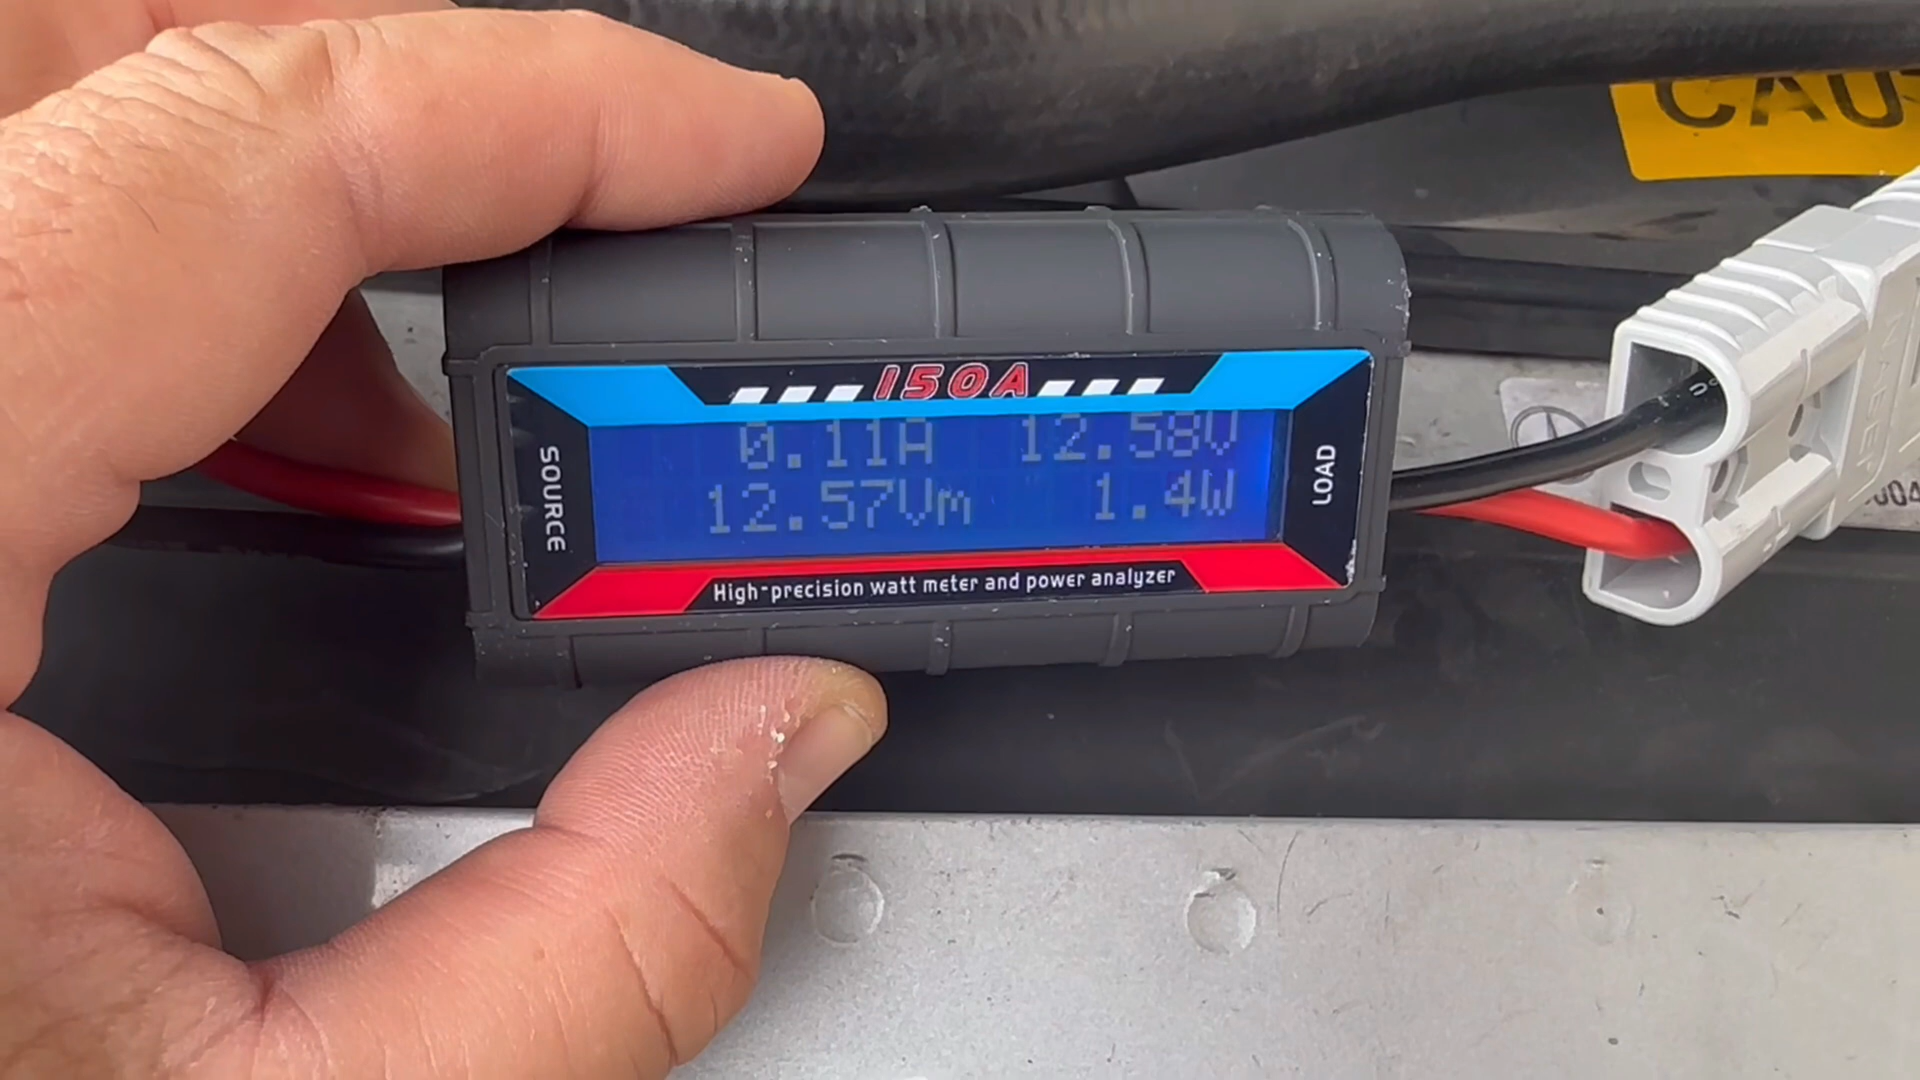 CAU
150A
SOURCE
0.11A 12.58V
12.57Vm 1.4W
LOAD
High-precision watt meter and power analyzer